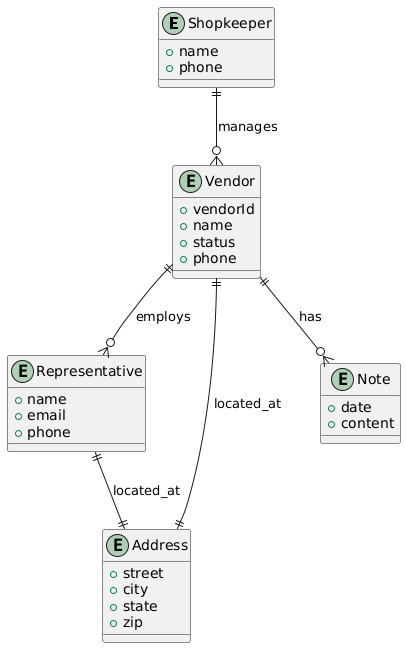 E Shopkeeper
name
phone
manages
E Vendor
vendorId
name
status
phone
employs
has
E Representative
name
email
phone
located_at
E Note
date
content
located_at
E Address
street
city
state
zip